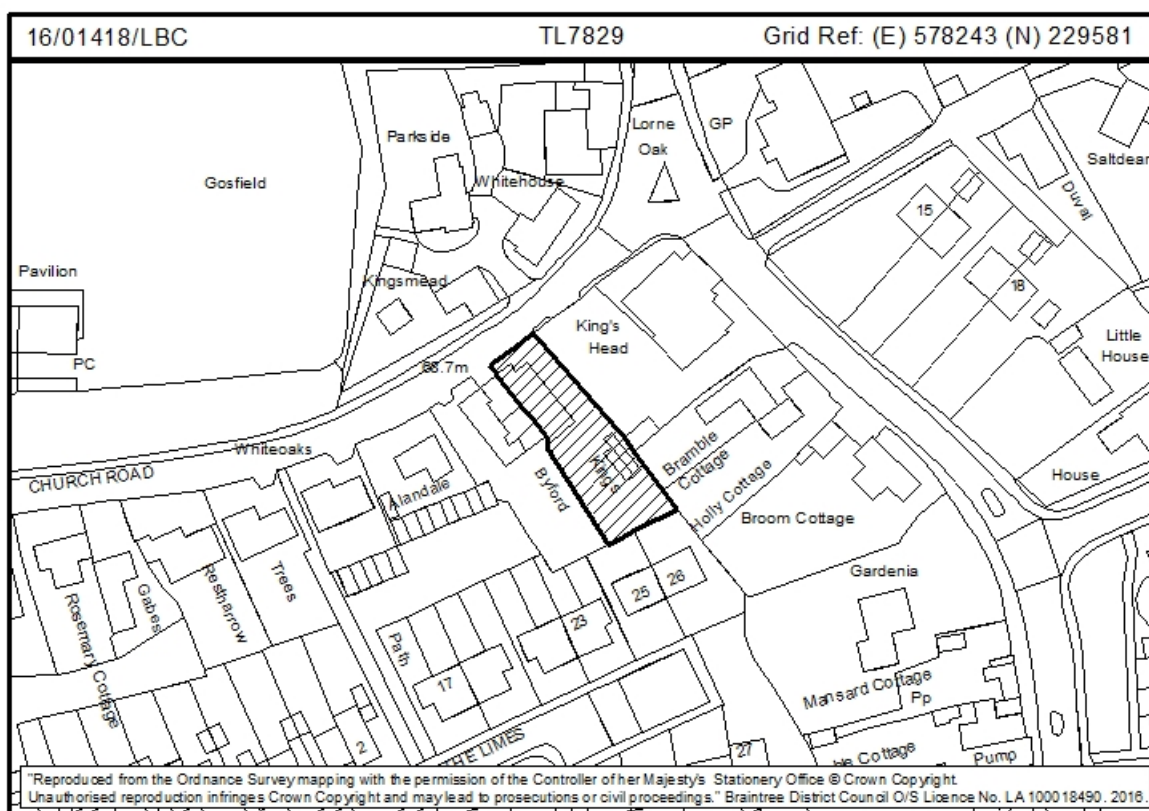 16/01418/LBC TL7829 Grid Ref: (E) 578243 (N) 229581
Lorne
Oak
GP
Parkside
Saltdean
Gosfield
Whitehouse
Duval
15
Pavilion
Kingsmead
18
King's
Head
Little
House
PC
68.7m
Whiteoaks
Bramble
Cottage
CHURCH ROAD
Alandale
Byford
Kings
Holly Cottage
House
Broom Cottage
Gardenia
Rosemary Cottage
Gabes
Restharrow
Trees
25
26
23
Path
17
Mansard Cottage
Pp
2
THE LIMES
27
ble Cottage
Pump
"Reproduced from the Ordnance Survey mapping with the permission of the Controller of her Majesty's Stationery Office © Crown Copyright.
Unauthorised reproduction infringes Crown Copyright and may lead to prosecutions or civil proceedings." Braintree District Council O/S Licence No. LA 100018490, 2016.